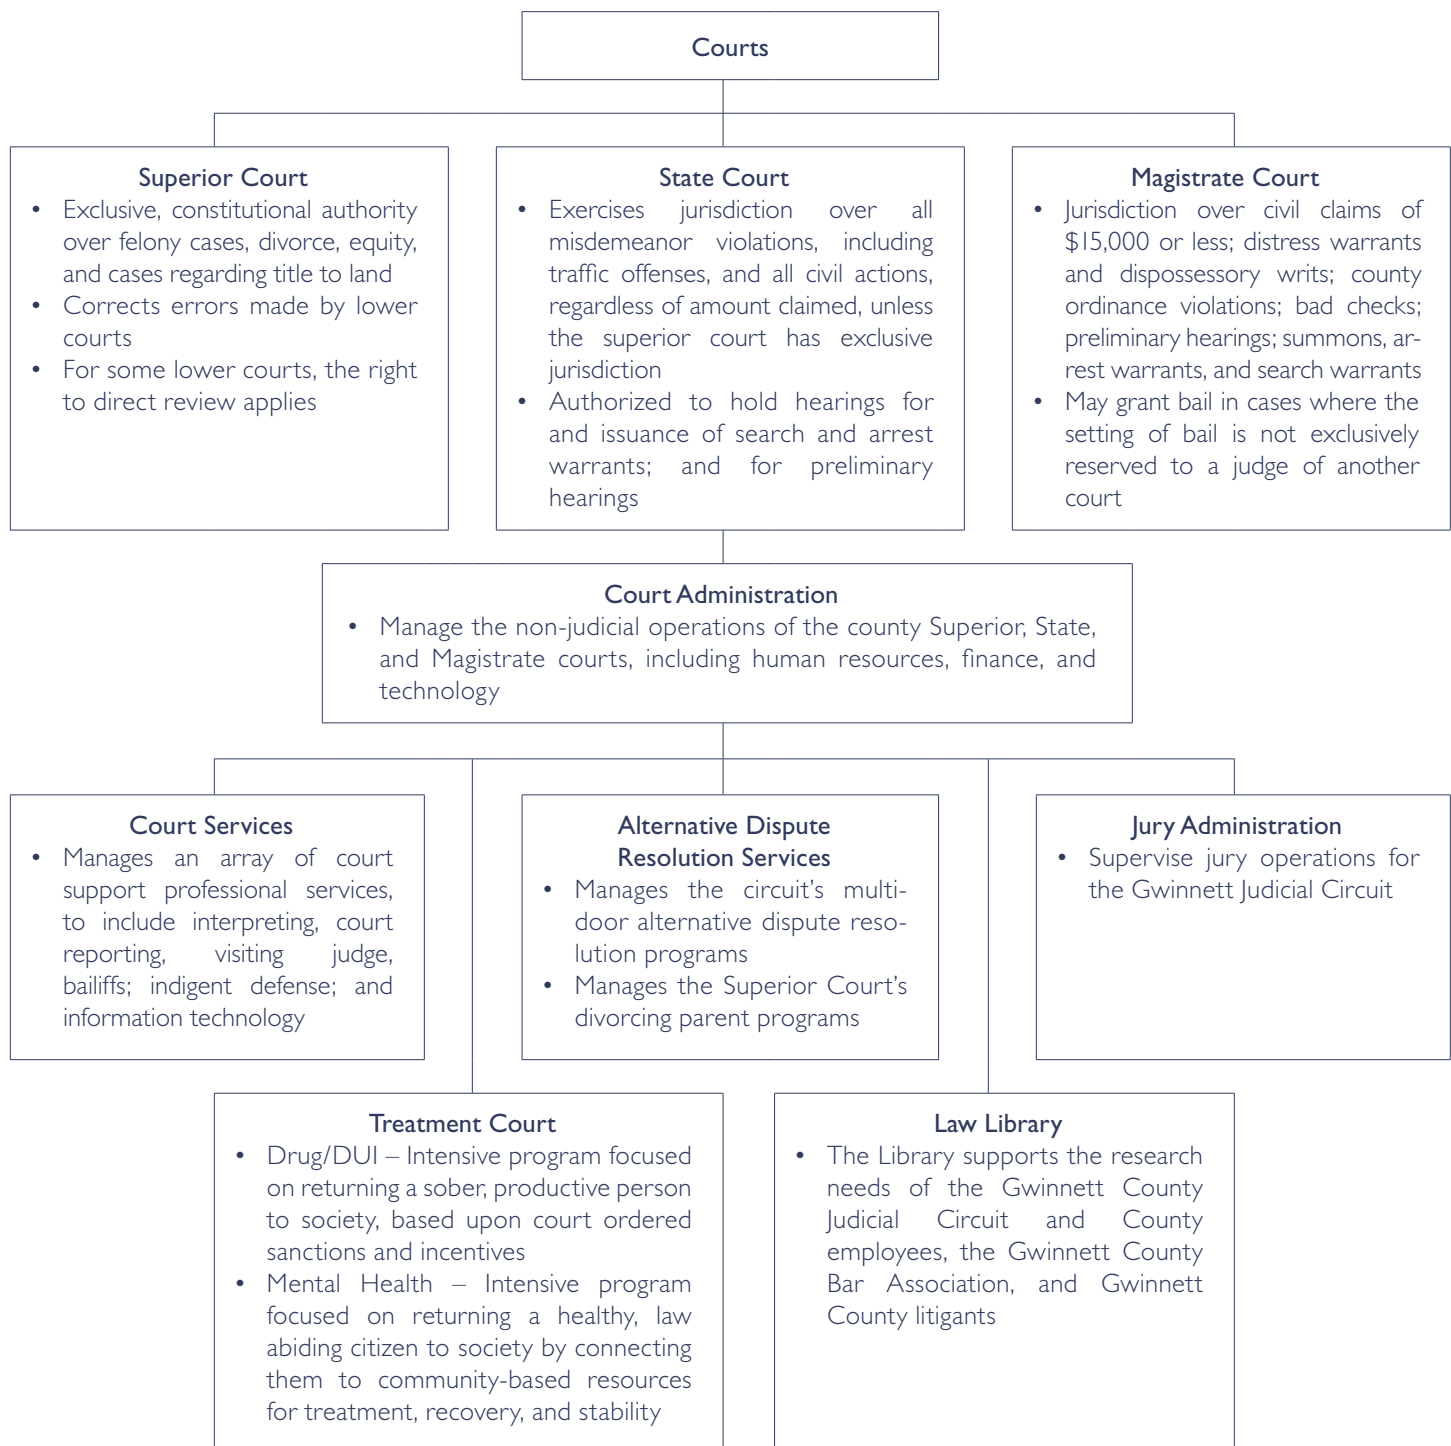 Courts
Superior Court
• Exclusive, constitutional authority
over felony cases, divorce, equity,
and cases regarding title to land
• Corrects errors made by lower
courts
• For some lower courts, the right
to direct review applies
State Court
• Exercises jurisdiction over all
misdemeanor violations, including
traffic offenses, and all civil actions,
regardless of amount claimed, unless
the superior court has exclusive
jurisdiction
• Authorized to hold hearings for
and issuance of search and arrest
warrants; and for preliminary
hearings
Magistrate Court
• Jurisdiction over civil claims of
$15,000 or less; distress warrants
and dispossessory writs; county
ordinance violations; bad checks;
preliminary hearings; summons, ar-
rest warrants, and search warrants
• May grant bail in cases where the
setting of bail is not exclusively
reserved to a judge of another
court
Court Administration
• Manage the non-judicial operations of the county Superior, State,
and Magistrate courts, including human resources, finance, and
technology
Court Services
• Manages an array of court
support professional services,
to include interpreting, court
reporting, visiting judge,
bailiffs; indigent defense; and
information technology
Alternative Dispute
Resolution Services
• Manages the circuit's multi-
door alternative dispute reso-
lution programs
• Manages the Superior Court's
divorcing parent programs
Jury Administration
• Supervise jury operations for
the Gwinnett Judicial Circuit
Treatment Court
• Drug/DUI – Intensive program focused
on returning a sober, productive person
to society, based upon court ordered
sanctions and incentives
• Mental Health – Intensive program
focused on returning a healthy, law
abiding citizen to society by connecting
them to community-based resources
for treatment, recovery, and stability
Law Library
• The Library supports the research
needs of the Gwinnett County
Judicial Circuit and County
employees, the Gwinnett County
Bar Association, and Gwinnett
County litigants